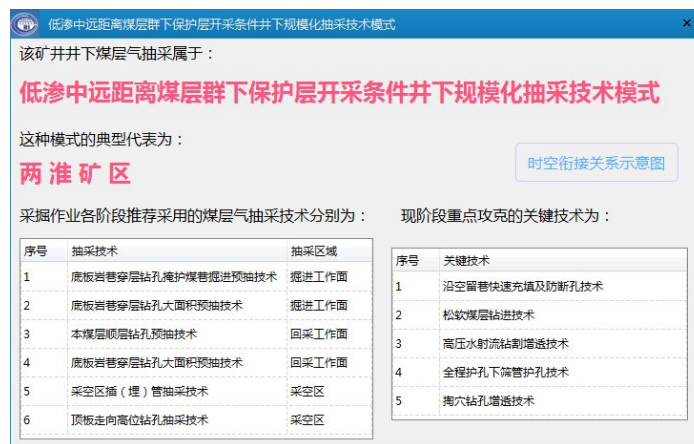 低渗中远距离煤层群下保护层开采条件井下规模化抽采技术模式
该矿井井下煤层气抽采属于：
低渗中远距离煤层群下保护层开采条件井下规模化抽采技术模式
这种模式的典型代表为：
两淮矿区
时空衔接关系示意图
采掘作业各阶段推荐采用的煤层气抽采技术分别为：
序号 抽采技术 抽采区域
1 底板岩巷穿层钻孔掩护煤巷掘进预抽技术 掘进工作面
2 底板岩巷穿层钻孔大面积预抽技术 掘进工作面
3 本煤层顺层钻孔预抽技术 回采工作面
4 底板岩巷穿层钻孔大面积预抽技术 回采工作面
5 采空区插（埋）管抽采技术 采空区
6 顶板走向高位钻孔抽采技术 采空区
现阶段重点攻克的关键技术为：
序号 关键技术
1 沿空留巷快速充填及防断孔技术
2 松软煤层钻进技术
3 高压水射流钻割增透技术
4 全程护孔下筛管护孔技术
5 掏穴钻孔增透技术